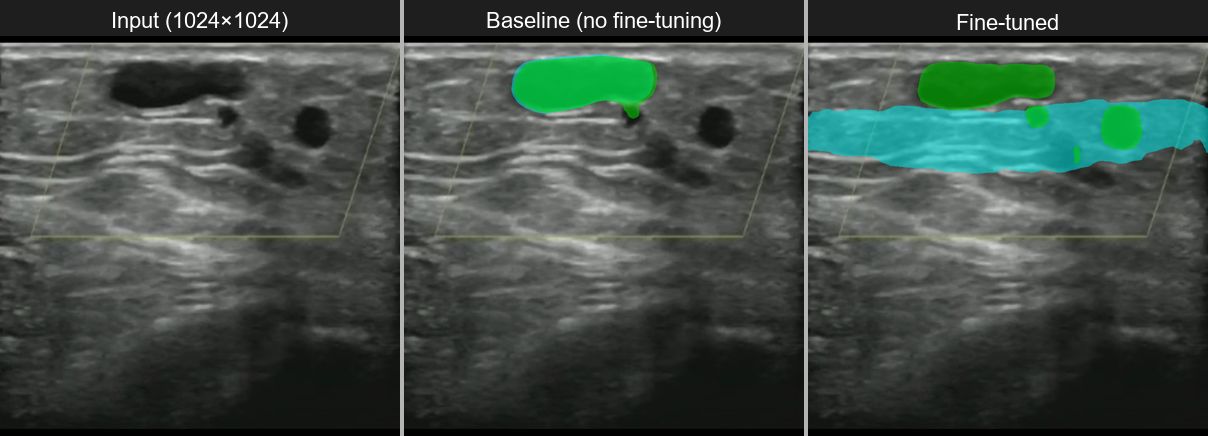 Input (1024×1024)
Baseline (no fine-tuning)
Fine-tuned